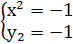 x² = −1
y₂ = −1